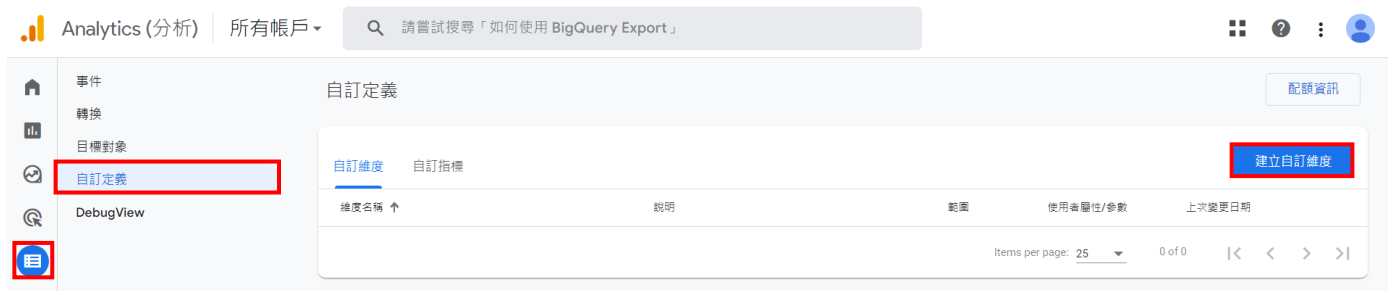 Analytics (分析) 所有帳戶 請嘗試搜尋「如何使用 BigQuery Export」
事件
轉換
目標對象
自訂定義
DebugView
自訂定義 配額資訊
自訂維度 自訂指標 建立自訂維度
維度名稱 說明 範圍 使用者屬性/參數 上次變更日期
Items per page: 25 0 of 0